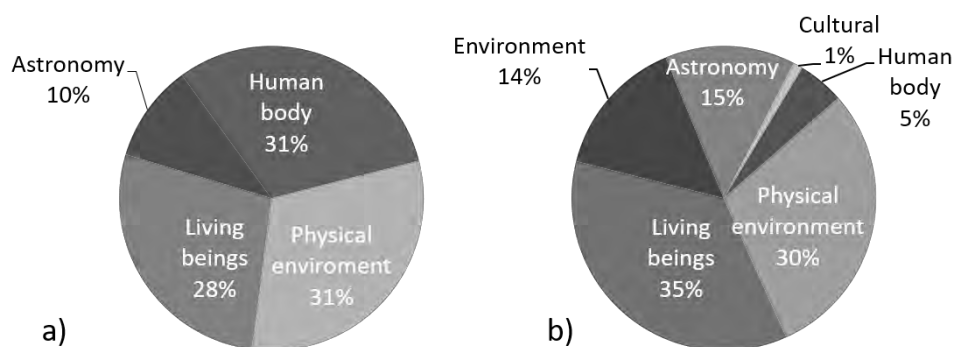 Astronomy
10%
Human
body
31%
Living
beings
28%
Physical
enviroment
31%
a)
Environment
14%
Astronomy
15%
Cultural
1%
Human
body
5%
Physical
environment
30%
Living
beings
35%
b)